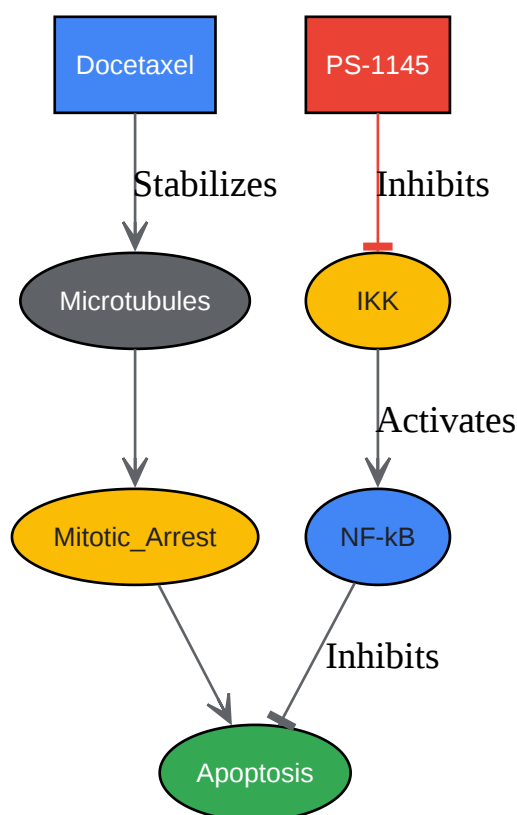 Docetaxel
PS-1145
Stabilizes
Inhibits
Microtubules
IKK
Activates
Mitotic_Arrest
NF-kB
Inhibits
Apoptosis